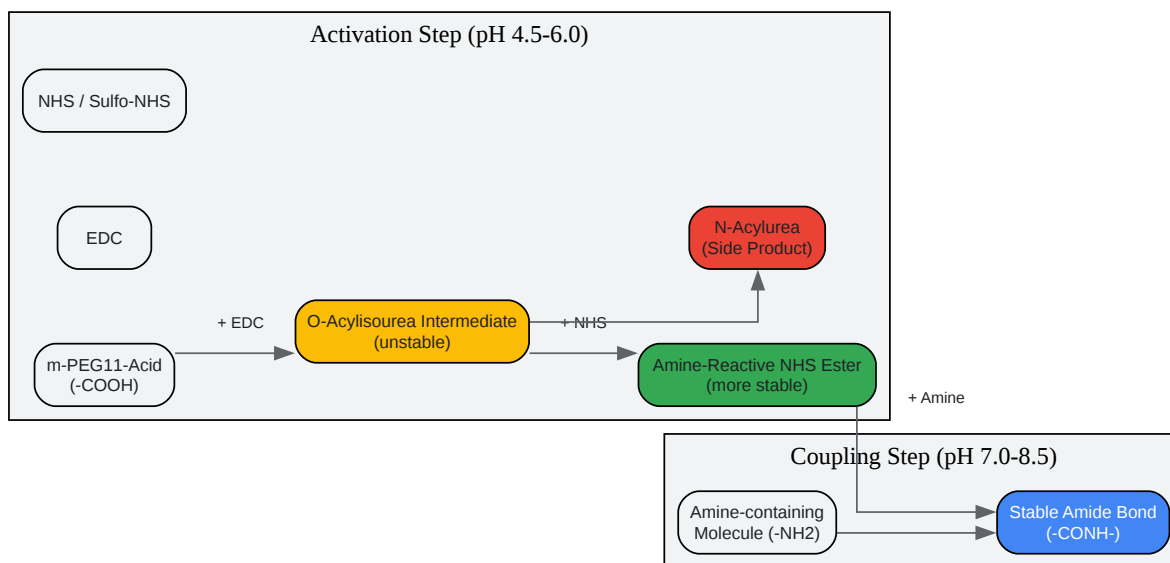 Activation Step (pH 4.5-6.0)
NHS / Sulfo-NHS
EDC
N-Acylurea
(Side Product)
+ EDC
O-Acylisourea Intermediate
(unstable)
+ NHS
m-PEG11-Acid
(-COOH)
Amine-Reactive NHS Ester
(more stable)
+ Amine
Coupling Step (pH 7.0-8.5)
Amine-containing
Molecule (-NH2)
Stable Amide Bond
(-CONH-)